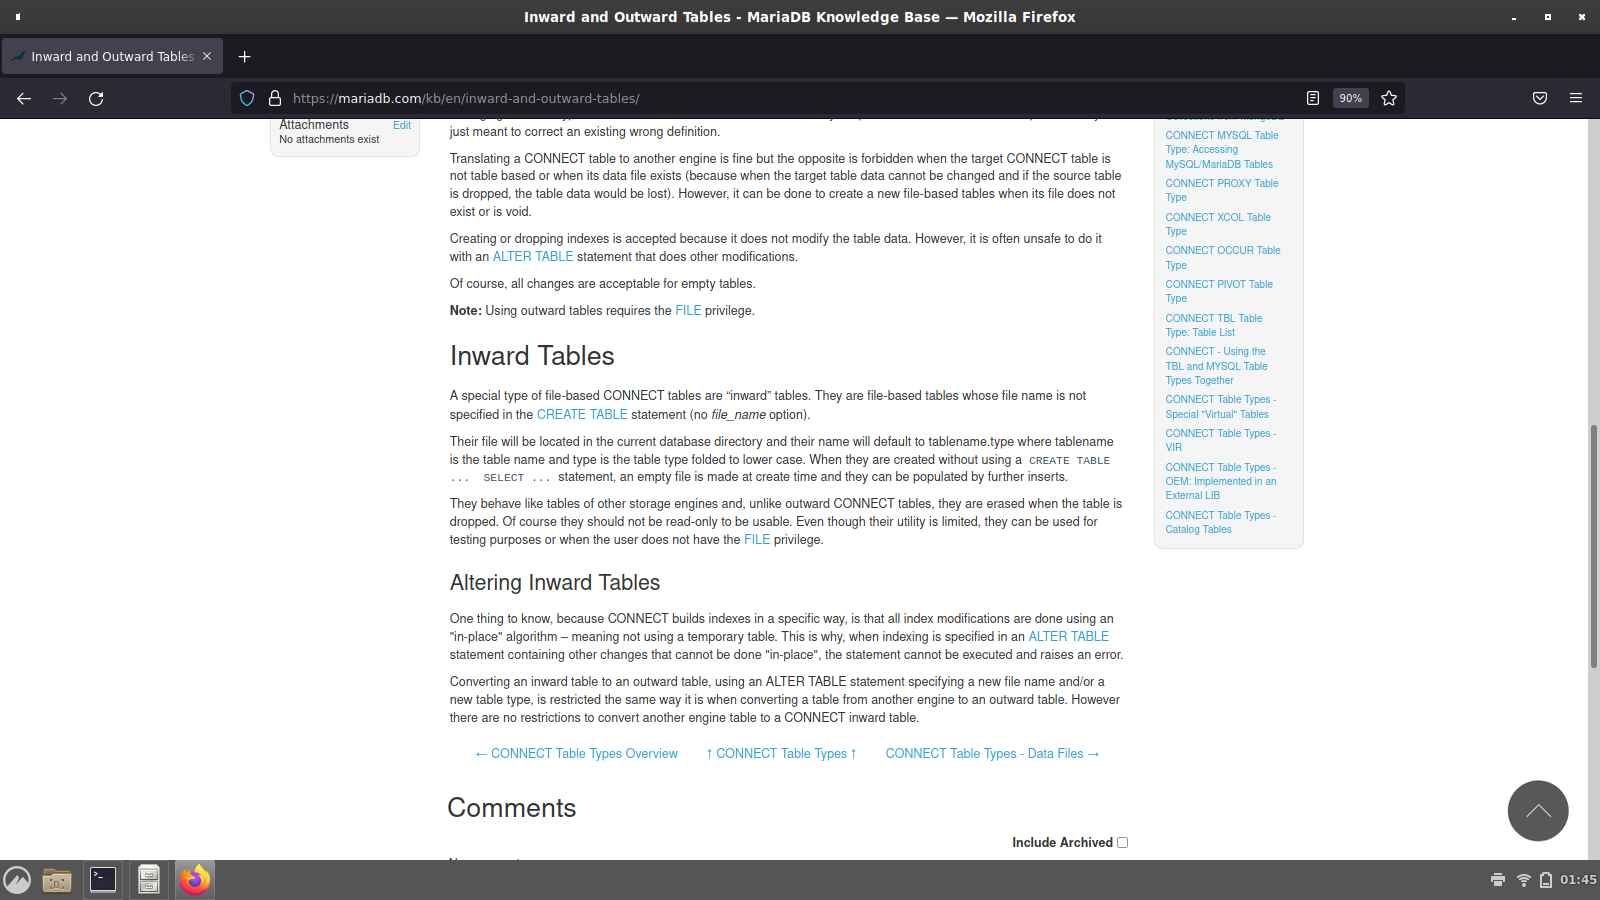 Inward and Outward Tables - MariaDB Knowledge Base — Mozilla Firefox
Inward and Outward Tables
https://mariadb.com/kb/en/inward-and-outward-tables/
90%
Attachments
Edit
No attachments exist
just meant to correct an existing wrong definition.
Translating a CONNECT table to another engine is fine but the opposite is forbidden when the target CONNECT table is
not table based or when its data file exists (because when the target table data cannot be changed and if the source table
is dropped, the table data would be lost). However, it can be done to create a new file-based tables when its file does not
exist or is void.
Creating or dropping indexes is accepted because it does not modify the table data. However, it is often unsafe to do it
with an ALTER TABLE statement that does other modifications.
Of course, all changes are acceptable for empty tables.
Note: Using outward tables requires the FILE privilege.
Inward Tables
A special type of file-based CONNECT tables are “inward” tables. They are file-based tables whose file name is not
specified in the CREATE TABLE statement (no file_name option).
Their file will be located in the current database directory and their name will default to tablename.type where tablename
is the table name and type is the table type folded to lower case. When they are created without using a CREATE TABLE
... SELECT ... statement, an empty file is made at create time and they can be populated by further inserts.
They behave like tables of other storage engines and, unlike outward CONNECT tables, they are erased when the table is
dropped. Of course they should not be read-only to be usable. Even though their utility is limited, they can be used for
testing purposes or when the user does not have the FILE privilege.
Altering Inward Tables
One thing to know, because CONNECT builds indexes in a specific way, is that all index modifications are done using an
"in-place" algorithm – meaning not using a temporary table. This is why, when indexing is specified in an ALTER TABLE
statement containing other changes that cannot be done "in-place", the statement cannot be executed and raises an error.
Converting an inward table to an outward table, using an ALTER TABLE statement specifying a new file name and/or a
new table type, is restricted the same way it is when converting a table from another engine to an outward table. However
there are no restrictions to convert another engine table to a CONNECT inward table.
← CONNECT Table Types Overview
↑ CONNECT Table Types ↑
CONNECT Table Types - Data Files →
Comments
Include Archived
CONNECT MYSQL Table
Type: Accessing
MySQL/MariaDB Tables
CONNECT PROXY Table
Type
CONNECT XCOL Table
Type
CONNECT OCCUR Table
Type
CONNECT PIVOT Table
Type
CONNECT TBL Table
Type: Table List
CONNECT - Using the
TBL and MYSQL Table
Types Together
CONNECT Table Types -
Special "Virtual" Tables
CONNECT Table Types -
VIR
CONNECT Table Types -
OEM: Implemented in an
External LIB
CONNECT Table Types -
Catalog Tables
01:45